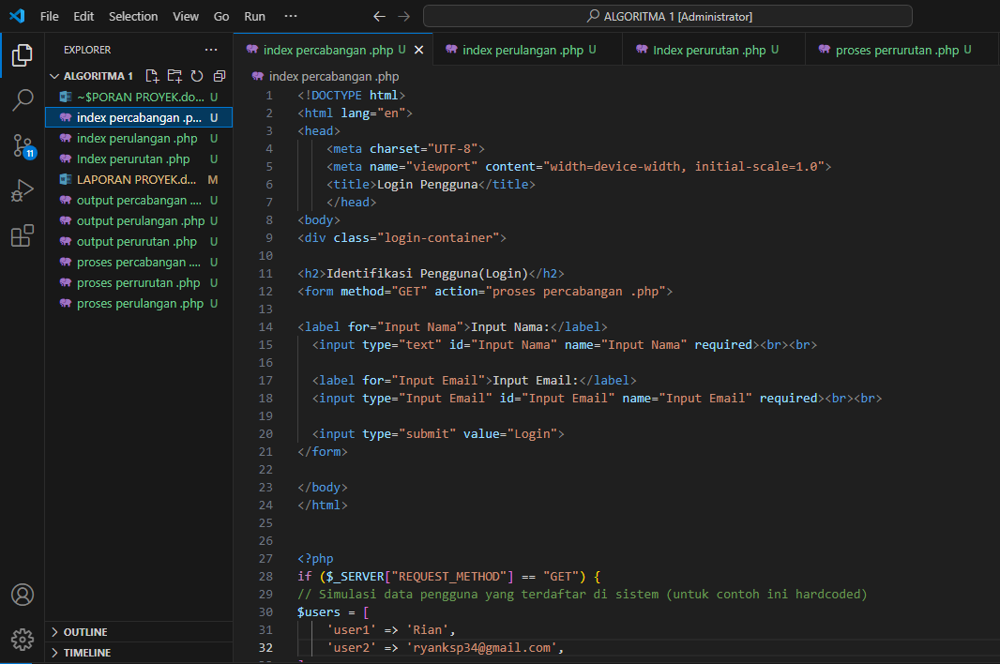 File Edit Selection View Go Run ··· ← → ALGORITMA 1 [Administrator]
EXPLORER ···
ALGORITMA 1
~$PORAN PROYEK.do... U
index percabangan .p... U
index perulangan .php U
Index perurutan .php U
LAPORAN PROYEK.d... M
output percabangan .... U
output perulangan .php U
output perurutan .php U
proses percabangan .... U
proses perrurutan .php U
proses perulangan .php U
11
OUTLINE
TIMELINE
index percabangan .php U × index perulangan .php U Index perurutan .php U proses perrurutan .php U
index percabangan .php
1 <!DOCTYPE html>
2 <html lang="en">
3 <head>
4 <meta charset="UTF-8">
5 <meta name="viewport" content="width=device-width, initial-scale=1.0">
6 <title>Login Pengguna</title>
7 </head>
8 <body>
9 <div class="login-container">
10
11 <h2>Identifikasi Pengguna(Login)</h2>
12 <form method="GET" action="proses percabangan .php">
13
14 <label for="Input Nama">Input Nama:</label>
15 <input type="text" id="Input Nama" name="Input Nama" required><br><br>
16
17 <label for="Input Email">Input Email:</label>
18 <input type="Input Email" id="Input Email" name="Input Email" required><br><br>
19
20 <input type="submit" value="Login">
21 </form>
22
23 </body>
24 </html>
25
26
27 <?php
28 if ($_SERVER["REQUEST_METHOD"] == "GET") {
29 // Simulasi data pengguna yang terdaftar di sistem (untuk contoh ini hardcoded)
30 $users = [
31 'user1' => 'Rian',
32 'user2' => 'ryanksp34@gmail.com',